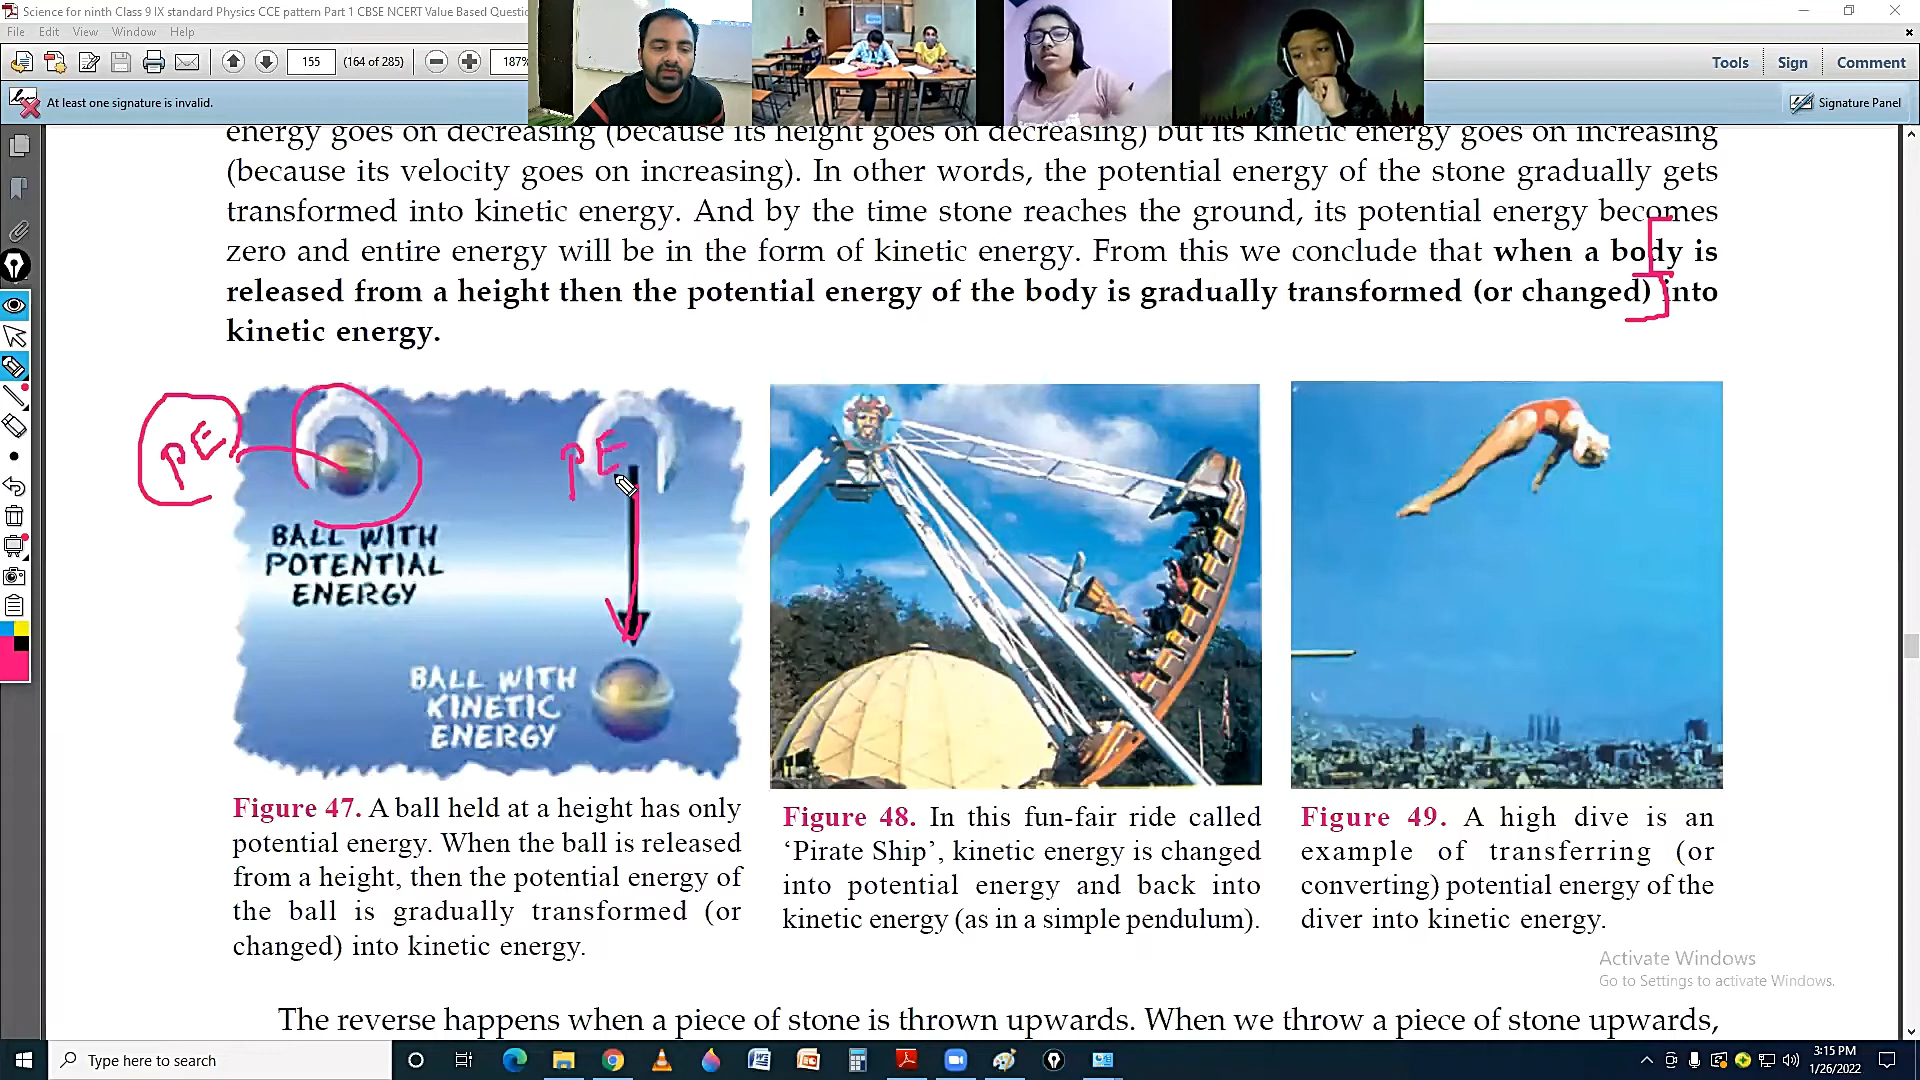 Science for ninth Class 9 IX standard Physics CCE pattern Part 1 CBSE NCERT Value Based Questio
File Edit View Window Help
155 (164 of 285) 187%
Tools Sign Comment
At least one signature is invalid.
Signature Panel
energy goes on decreasing (because its height goes on decreasing) but its kinetic energy goes on increasing
(because its velocity goes on increasing). In other words, the potential energy of the stone gradually gets
transformed into kinetic energy. And by the time stone reaches the ground, its potential energy becomes
zero and entire energy will be in the form of kinetic energy. From this we conclude that when a body is
released from a height then the potential energy of the body is gradually transformed (or changed) into
kinetic energy.
PE
PE
BALL WITH
POTENTIAL
ENERGY
BALL WITH
KINETIC
ENERGY
Figure 47. A ball held at a height has only
potential energy. When the ball is released
from a height, then the potential energy of
the ball is gradually transformed (or
changed) into kinetic energy.
Figure 48. In this fun-fair ride called
‘Pirate Ship’, kinetic energy is changed
into potential energy and back into
kinetic energy (as in a simple pendulum).
Figure 49. A high dive is an
example of transferring (or
converting) potential energy of the
diver into kinetic energy.
Activate Windows
Go to Settings to activate Windows.
The reverse happens when a piece of stone is thrown upwards. When we throw a piece of stone upwards,
Type here to search
3:15 PM
1/26/2022